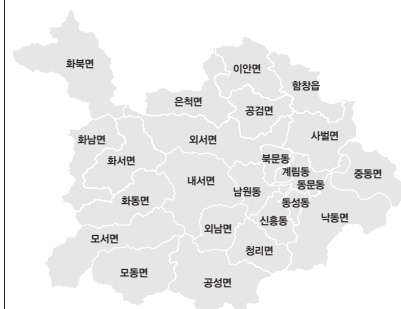 화북면
이안면
함창읍
은척면
공검면
화남면
외서면
사벌면
화서면
북문동
계림동
중동면
내서면
남원동
동문동
화동면
동성동
낙동면
외남면
신흥동
모서면
청리면
모동면
공성면